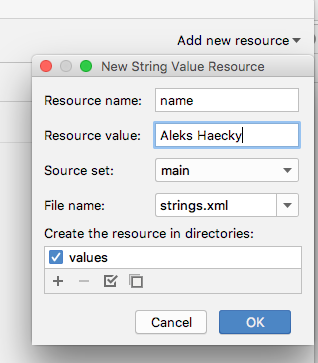 Add new resource
New String Value Resource
Resource name: name
Resource value: Aleks Haecky
Source set: main
File name: strings.xml
Create the resource in directories:
values
Cancel OK